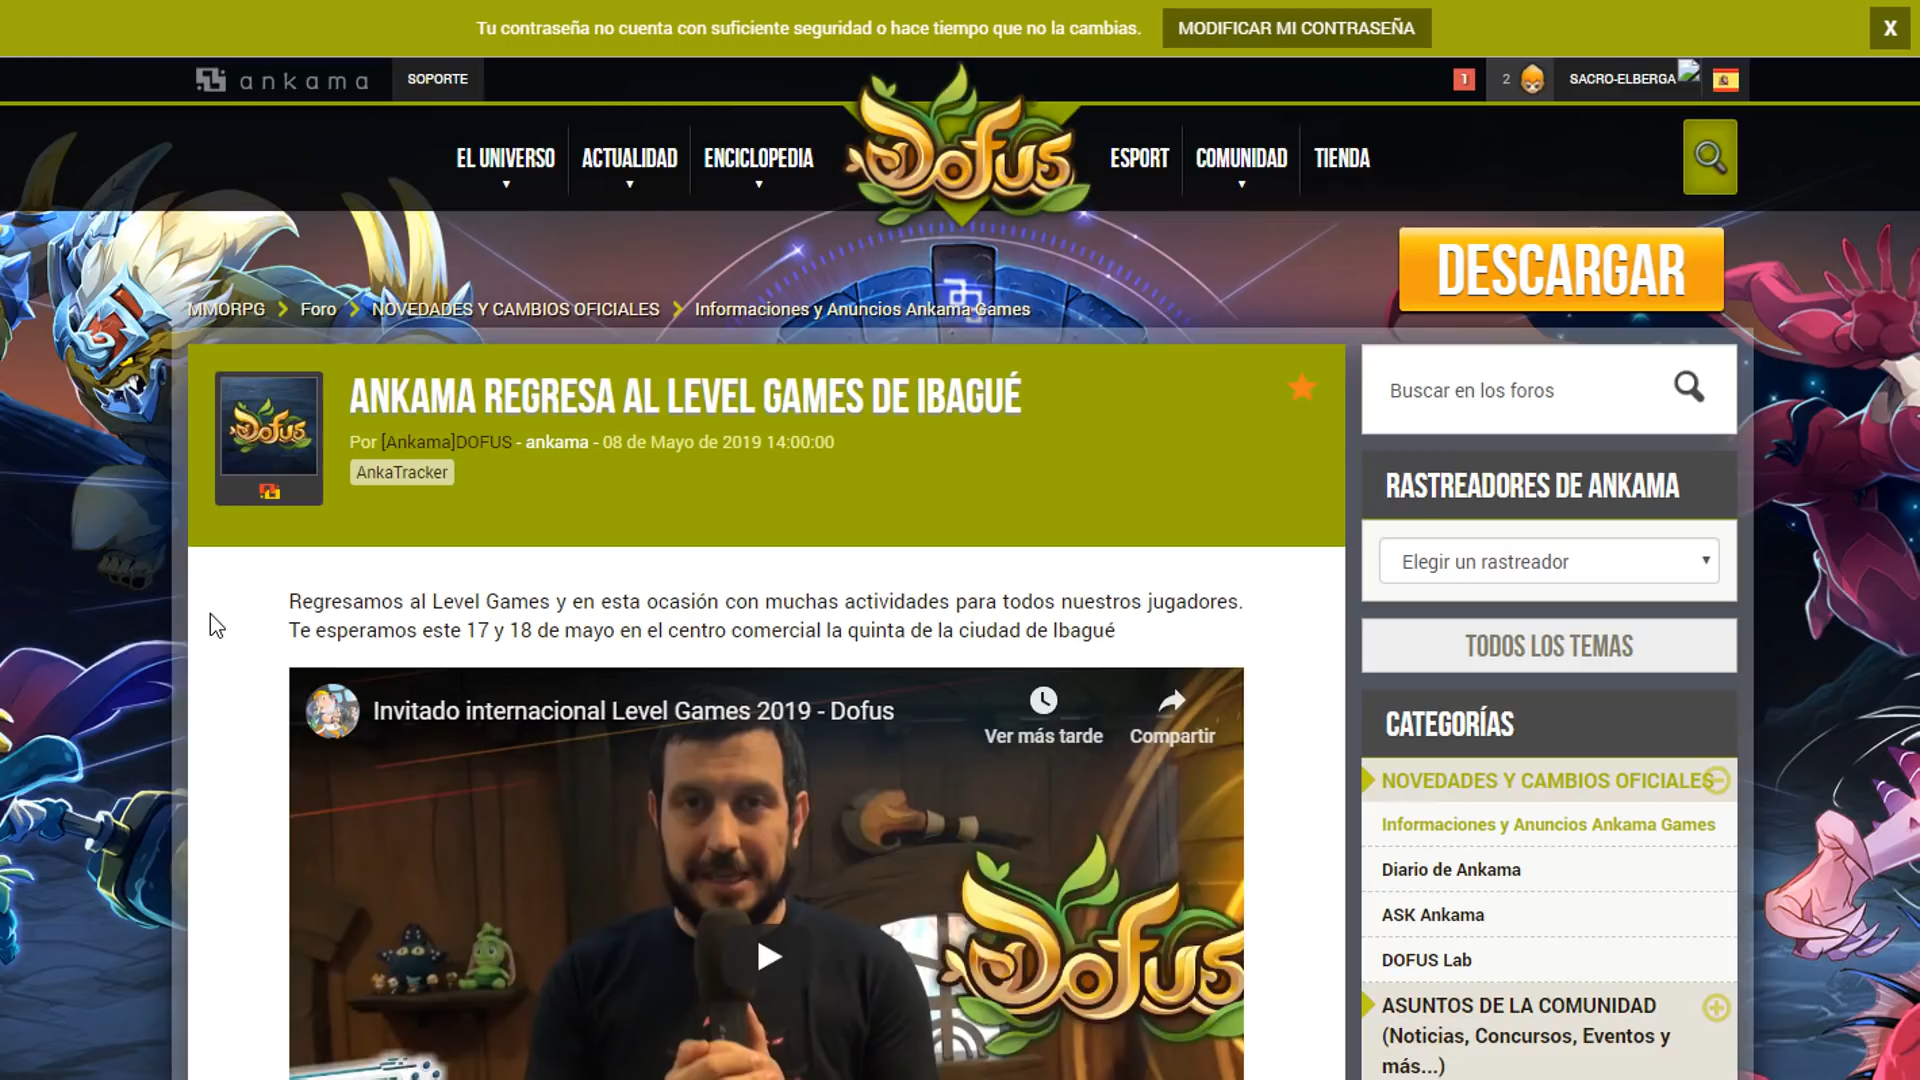 Tu contraseña no cuenta con suficiente seguridad o hace tiempo que no la cambias. MODIFICAR MI CONTRASEÑA X
ankama SOPORTE 1 2 SACRO-ELBERGA
EL UNIVERSO ACTUALIDAD ENCICLOPEDIA DOFUS ESPORT COMUNIDAD TIENDA
DESCARGAR
MMORPG Foro NOVEDADES Y CAMBIOS OFICIALES Informaciones y Anuncios Ankama Games
ANKAMA REGRESA AL LEVEL GAMES DE IBAGUÉ
Por [Ankama]DOFUS - ankama - 08 de Mayo de 2019 14:00:00
AnkaTracker
DOFUS
Regresamos al Level Games y en esta ocasión con muchas actividades para todos nuestros jugadores.
Te esperamos este 17 y 18 de mayo en el centro comercial la quinta de la ciudad de Ibagué
Invitado internacional Level Games 2019 - Dofus
Ver más tarde Compartir
DOFUS
Buscar en los foros
RASTREADORES DE ANKAMA
Elegir un rastreador
TODOS LOS TEMAS
CATEGORÍAS
NOVEDADES Y CAMBIOS OFICIALES
Informaciones y Anuncios Ankama Games
Diario de Ankama
ASK Ankama
DOFUS Lab
ASUNTOS DE LA COMUNIDAD
(Noticias, Concursos, Eventos y
más...)